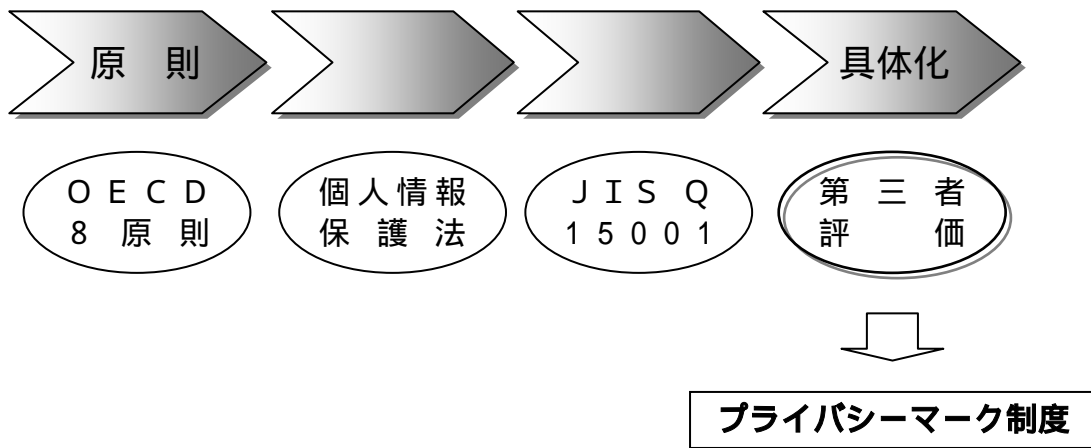 原則
具体化
OECD
8原則
個人情報
保護法
JISQ
15001
第三者
評価
プライバシーマーク制度